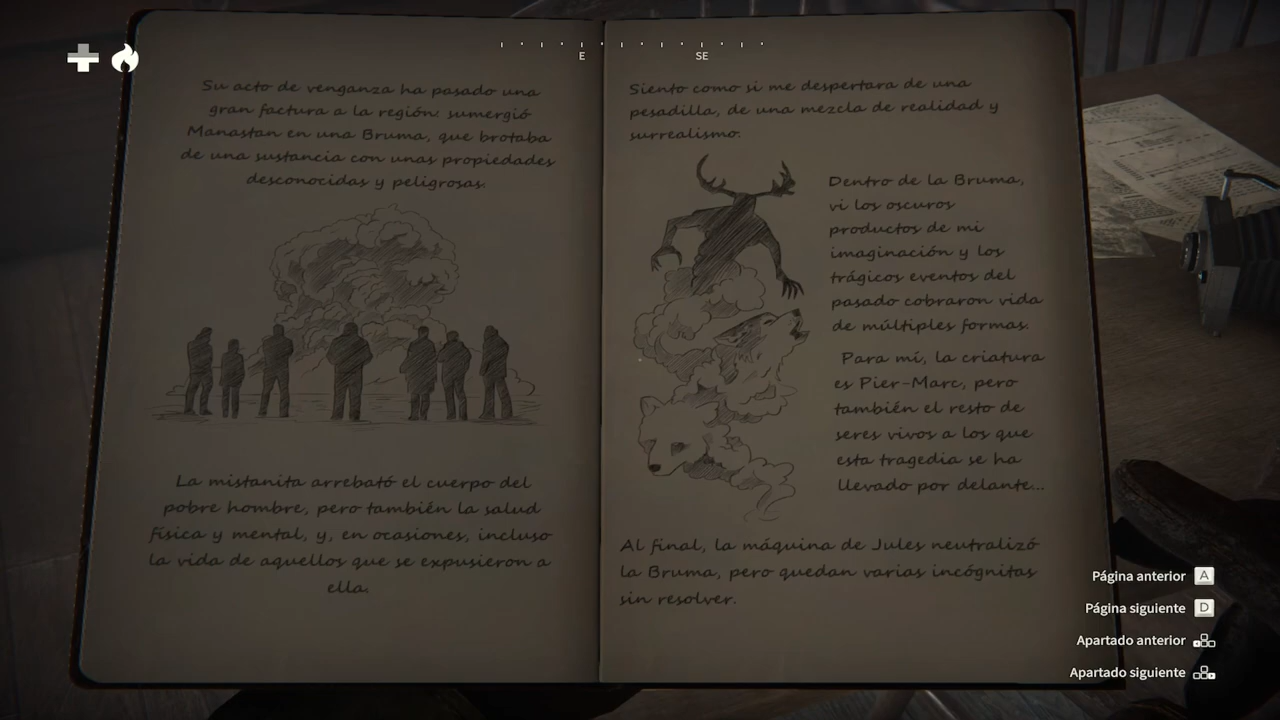 E
SE
Su acto de venganza ha pasado una
gran factura a la región: sumergió
Manastan en una Bruma, que brotaba
de una sustancia con unas propiedades
desconocidas y peligrosas.
La mistanita arrebató el cuerpo del
pobre hombre, pero también la salud
física y mental, y, en ocasiones, incluso
la vida de aquellos que se expusieron a
ella.
Siento como si me despertara de una
pesadilla, de una mezcla de realidad y
surrealismo.
Dentro de la Bruma,
vi los oscuros
productos de mi
imaginación y los
trágicos eventos del
pasado cobraron vida
de múltiples formas.
Para mí, la criatura
es Pier-Marc, pero
también el resto de
seres vivos a los que
esta tragedia se ha
llevado por delante...
Al final, la máquina de Jules neutralizó
la Bruma, pero quedan varias incógnitas
sin resolver.
Página anterior A
Página siguiente D
Apartado anterior
Apartado siguiente